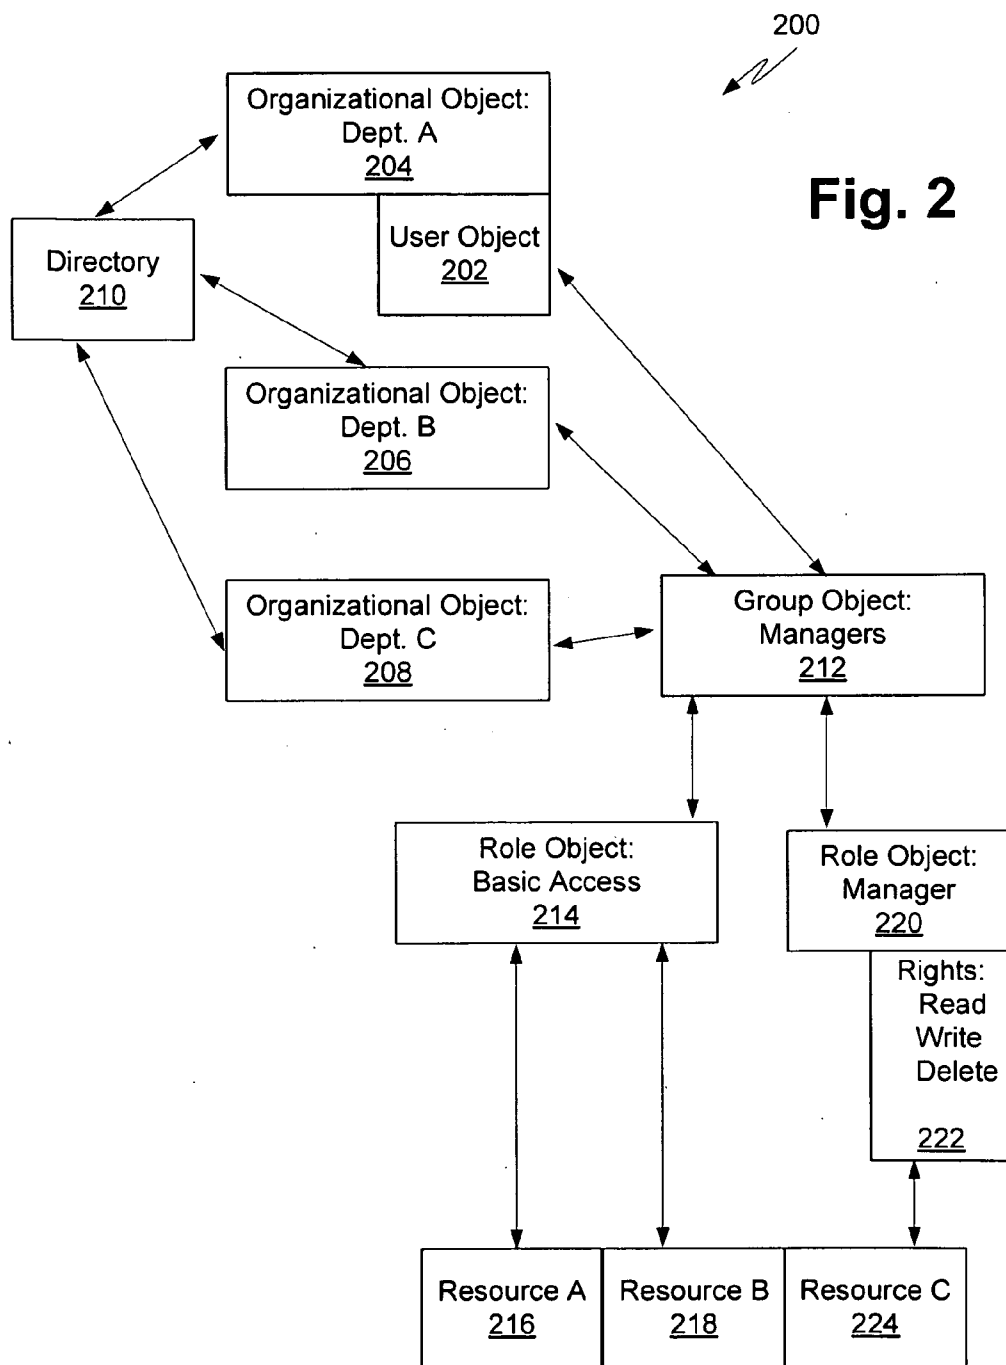 200
Organizational Object:
Dept. A
204
Fig. 2
User Object
202
Directory
210
Organizational Object:
Dept. B
206
Organizational Object:
Dept. C
208
Group Object:
Managers
212
Role Object:
Basic Access
214
Role Object:
Manager
220
Rights:
Read
Write
Delete
222
Resource A
216
Resource B
218
Resource C
224